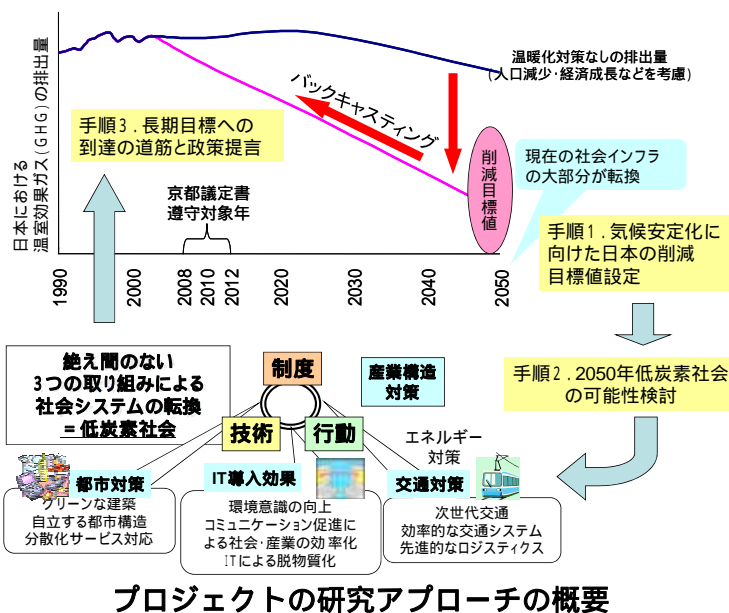 日本における
温室効果ガス(GHG)の排出量
温暖化対策なしの排出量
(人口減少・経済成長などを考慮)
バックキャスティング
手順3．長期目標への
到達の道筋と政策提言
削減目標値
現在の社会インフラ
の大部分が転換
京都議定書
遵守対象年
手順1．気候安定化に
向けた日本の削減
目標値設定
1990
2000
2008
2010
2012
2020
2030
2040
2050
絶え間のない
3つの取り組みによる
社会システムの転換
= 低炭素社会
制度
技術
行動
産業構造
対策
手順2．2050年低炭素社会
の可能性検討
エネルギー
対策
都市対策
グリーンな建築
自立する都市構造
分散化サービス対応
IT導入効果
環境意識の向上
コミュニケーション促進に
よる社会・産業の効率化
ITによる脱物質化
交通対策
次世代交通
効率的な交通システム
先進的なロジスティクス
プロジェクトの研究アプローチの概要